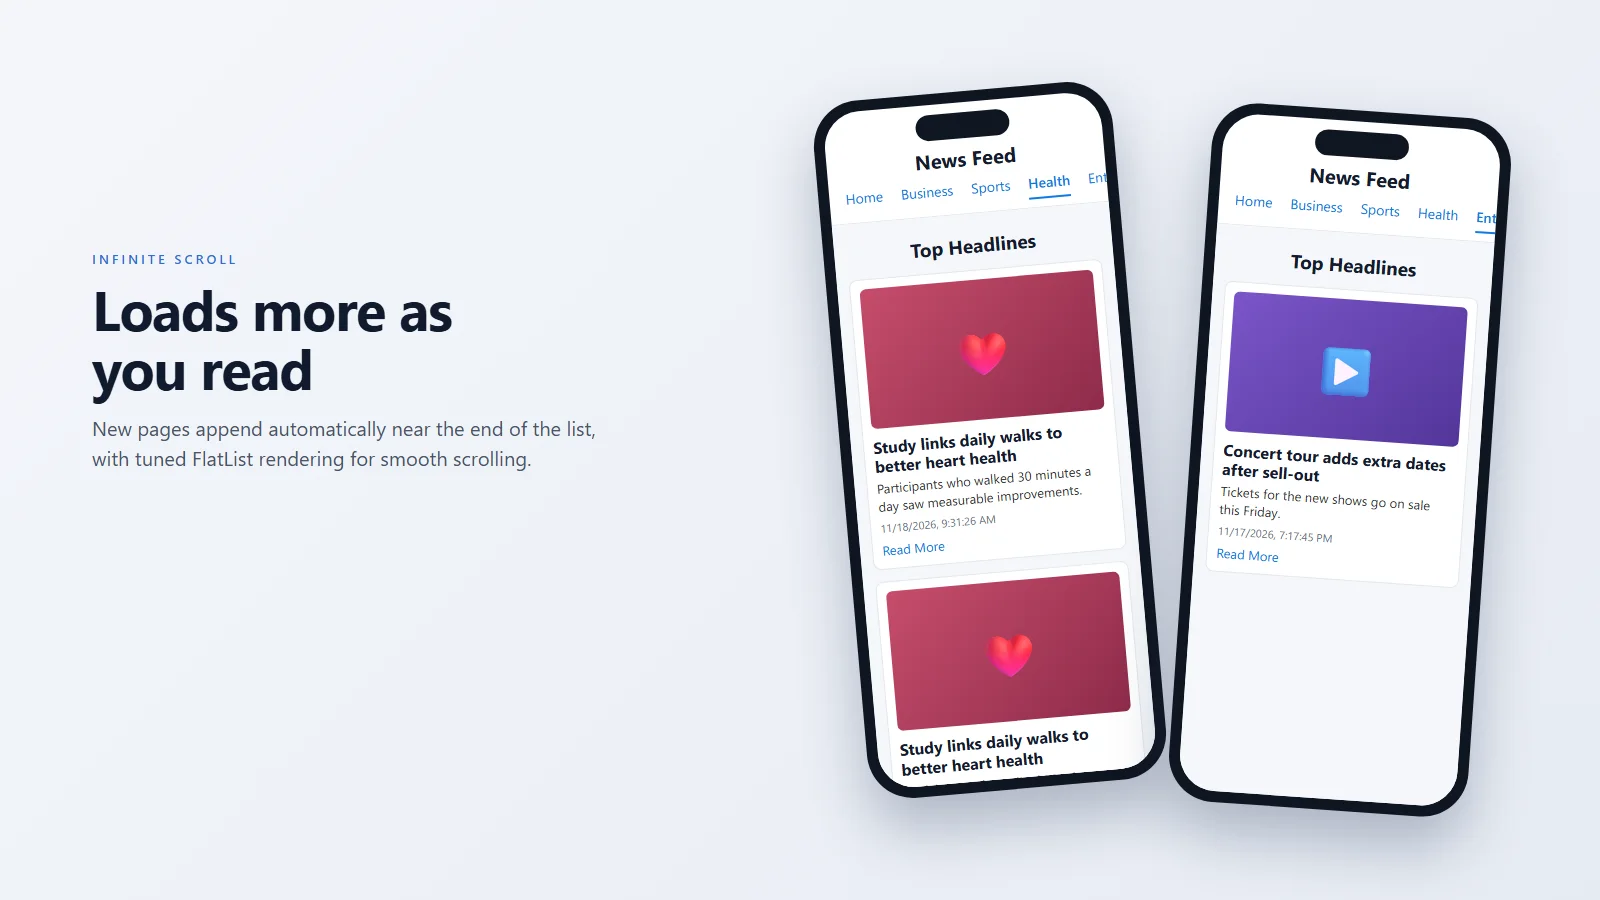 INFINITE SCROLL
Loads more as
you read
New pages append automatically near the end of the list,
with tuned FlatList rendering for smooth scrolling.
News Feed
Home Business Sports Health Ent
Top Headlines
Study links daily walks to
better heart health
Participants who walked 30 minutes a
day saw measurable improvements.
11/18/2026, 9:31:26 AM
Read More
Study links daily walks to
better heart health
News Feed
Home Business Sports Health Ent
Top Headlines
Concert tour adds extra dates
after sell-out
Tickets for the new shows go on sale
this Friday.
11/17/2026, 7:17:45 PM
Read More